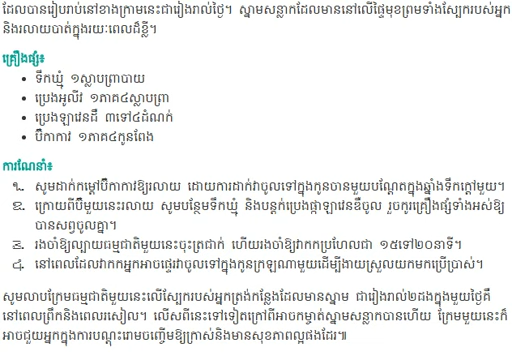 ដែលបានរៀបរាប់នៅខាងក្រោមនេះជារៀងរាល់ថ្ងៃ។ ស្នាមសន្លាកដែលមាននៅលើផ្ទៃមុខព្រមទាំងស្បែករបស់អ្នក
និងរលាយបាត់ក្នុងរយៈពេលដ៏ខ្លី។
គ្រឿងផ្សំ៖
• ទឹកឃ្មុំ ១ស្លាបព្រាបាយ
• ប្រេងអូលីវ ១ភាគ៤ស្លាបព្រា
• ប្រេងឡាវេនដឺ ៣ទៅ៤ដំណក់
• ប៊ឺកាកាវ ១ភាគ៤កូនពែង
ការណែនាំ៖
១. សូមដាក់កម្ដៅប៊ឺកាកាវឱ្យរលាយ ដោយការដាក់វាចូលទៅក្នុងកូនចានមួយបណ្ដែតក្នុងឆ្នាំងទឹកក្ដៅមួយ។
២. ក្រោយពីប៊ឺមួយនេះរលាយ សូមបន្ថែមទឹកឃ្មុំ និងបន្តក់ប្រេងផ្កាឡាវេនឌឺចូល រួចកូរគ្រឿងផ្សំទាំងអស់ឱ្យ
បានសព្វចូលគ្នា។
៣. រងចាំឱ្យល្បាយធម្មជាតិមួយនេះចុះត្រជាក់ ហើយរងចាំឱ្យវាកកប្រហែលជា ១៥ទៅ២០នាទី។
៤. នៅពេលដែលវាកកអ្នកអាចផ្ទេរវាចូលទៅក្នុងកូនក្រឡណាមួយដើម្បីងាយស្រួលយកមកប្រើប្រាស់។
សូមលាបក្រែមធម្មជាតិមួយនេះលើស្បែករបស់អ្នកត្រង់កន្លែងដែលមានស្នាម ជារៀងរាល់២ដងក្នុងមួយថ្ងៃគឺ
នៅពេលព្រឹកនិងពេលរសៀល។ លើសពីនេះទៅទៀតក្រៅពីអាចកម្ចាត់ស្នាមសន្លាកបានហើយ ក្រែមមួយនេះក៏
អាចជួយអ្នកក្នុងការបណ្ដុះរោមចញ្ចើមឱ្យក្រាស់និងមានសុខភាពល្អផងដែរ៕